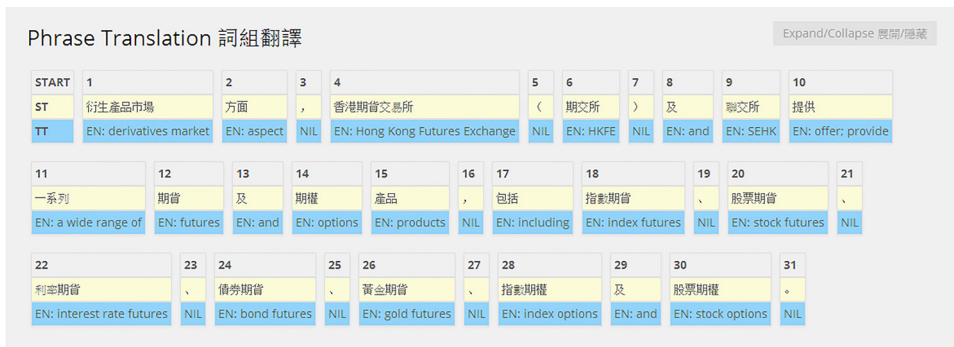 Phrase Translation 詞組翻譯
Expand/Collapse 展開/隱藏
START 1 2 3 4 5 6 7 8 9 10
ST 衍生產品市場 方面 , 香港期貨交易所 ( 期交所 ) 及 聯交所 提供
TT EN: derivatives market EN: aspect NIL EN: Hong Kong Futures Exchange NIL EN: HKFE NIL EN: and EN: SEHK EN: offer; provide
11 12 13 14 15 16 17 18 19 20 21
一系列 期貨 及 期權 產品 , 包括 指數期貨 、 股票期貨 、
EN: a wide range of EN: futures EN: and EN: options EN: products NIL EN: including EN: index futures NIL EN: stock futures NIL
22 23 24 25 26 27 28 29 30 31
利率期貨 、 債券期貨 、 黃金期貨 、 指數期權 及 股票期權 。
EN: interest rate futures NIL EN: bond futures NIL EN: gold futures NIL EN: index options EN: and EN: stock options NIL